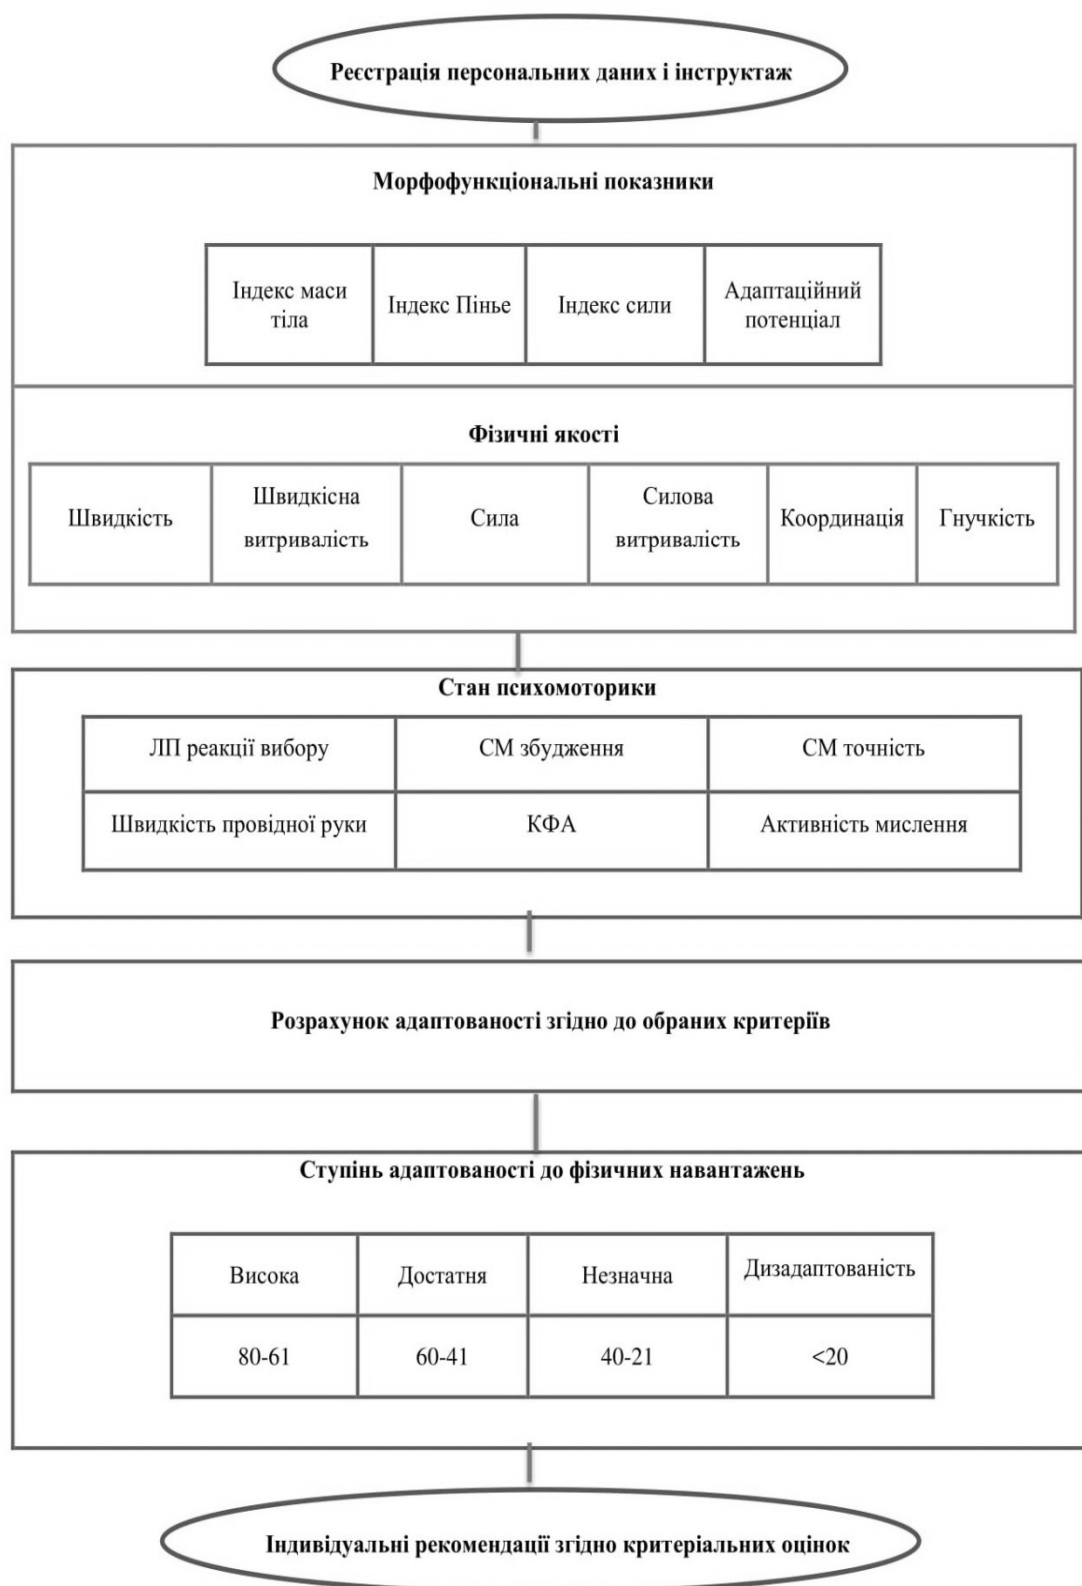 Реєстрація персональних даних і інструктаж
Морфофункціональні показники
Індекс маси
тіла
Індекс Піньє
Індекс сили
Адаптаційний
потенціал
Фізичні якості
Швидкість
Швидкісна
витривалість
Сила
Силова
витривалість
Координація
Гнучкість
Стан психомоторики
ЛП реакції вибору
СМ збудження
СМ точність
Швидкість провідної руки
КФА
Активність мислення
Розрахунок адаптованості згідно до обраних критеріїв
Ступінь адаптованості до фізичних навантажень
Висока
Достатня
Незначна
Дизадаптованість
80-61
60-41
40-21
<20
Індивідуальні рекомендації згідно критеріальних оцінок